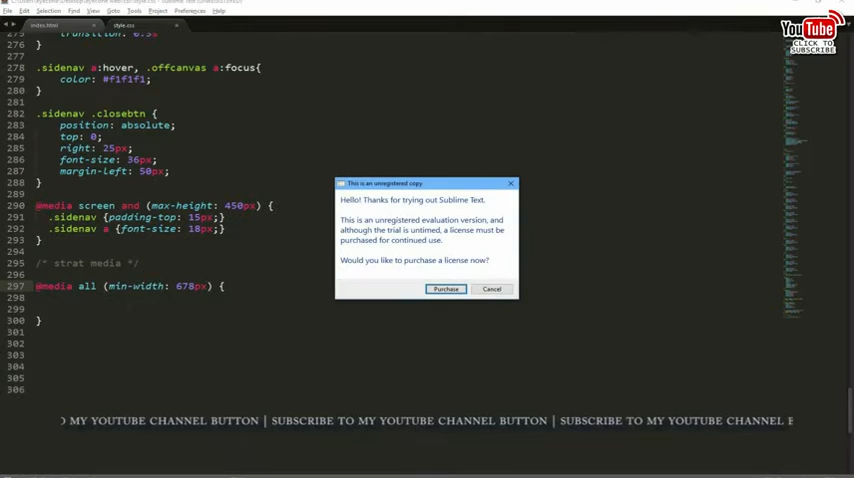 File Edit Selection Find View Goto Tools Project Preferences Help
index.html style.css
YouTube
CLICK TO
SUBSCRIBE
275 transition: 0.5s
276 }
277
278 .sidenav a:hover, .offcanvas a:focus{
279 color: #f1f1f1;
280 }
281
282 .sidenav .closebtn {
283 position: absolute;
284 top: 0;
285 right: 25px;
286 font-size: 36px;
287 margin-left: 50px;
288 }
289
290 @media screen and (max-height: 450px) {
291 .sidenav {padding-top: 15px;}
292 .sidenav a {font-size: 18px;}
293 }
294
295 /* strat media */
296
297 @media all (min-width: 678px) {
298
299
300 }
301
302
303
304
305
306
This is an unregistered copy
Hello! Thanks for trying out Sublime Text.
This is an unregistered evaluation version, and
although the trial is untimed, a license must be
purchased for continued use.
Would you like to purchase a license now?
Purchase Cancel
O MY YOUTUBE CHANNEL BUTTON | SUBSCRIBE TO MY YOUTUBE CHANNEL BUTTON | SUBSCRIBE TO MY YOUTUBE CHANNEL B